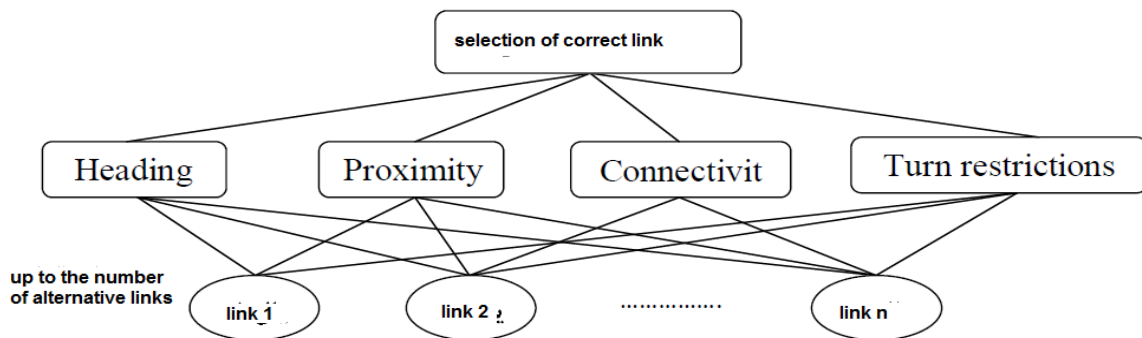 selection of correct link
Heading
Proximity
Connectivit
Turn restrictions
up to the number
of alternative links
link 1
link 2
…………….
link n